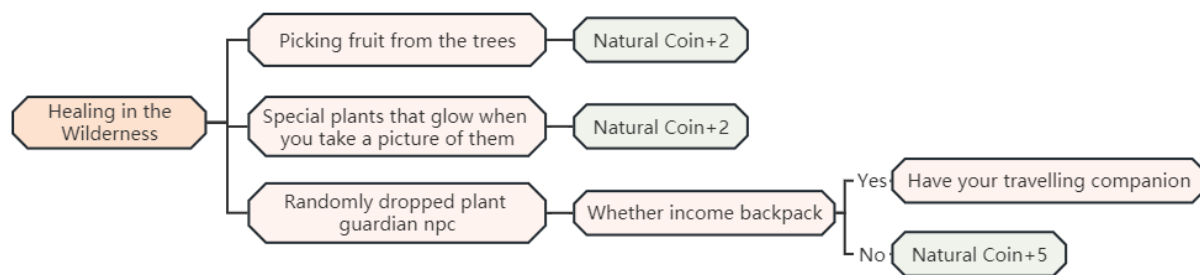 Healing in the
Wilderness
Picking fruit from the trees
Natural Coin+2
Special plants that glow when
you take a picture of them
Natural Coin+2
Randomly dropped plant
guardian npc
Whether income backpack
Yes
Have your travelling companion
No
Natural Coin+5